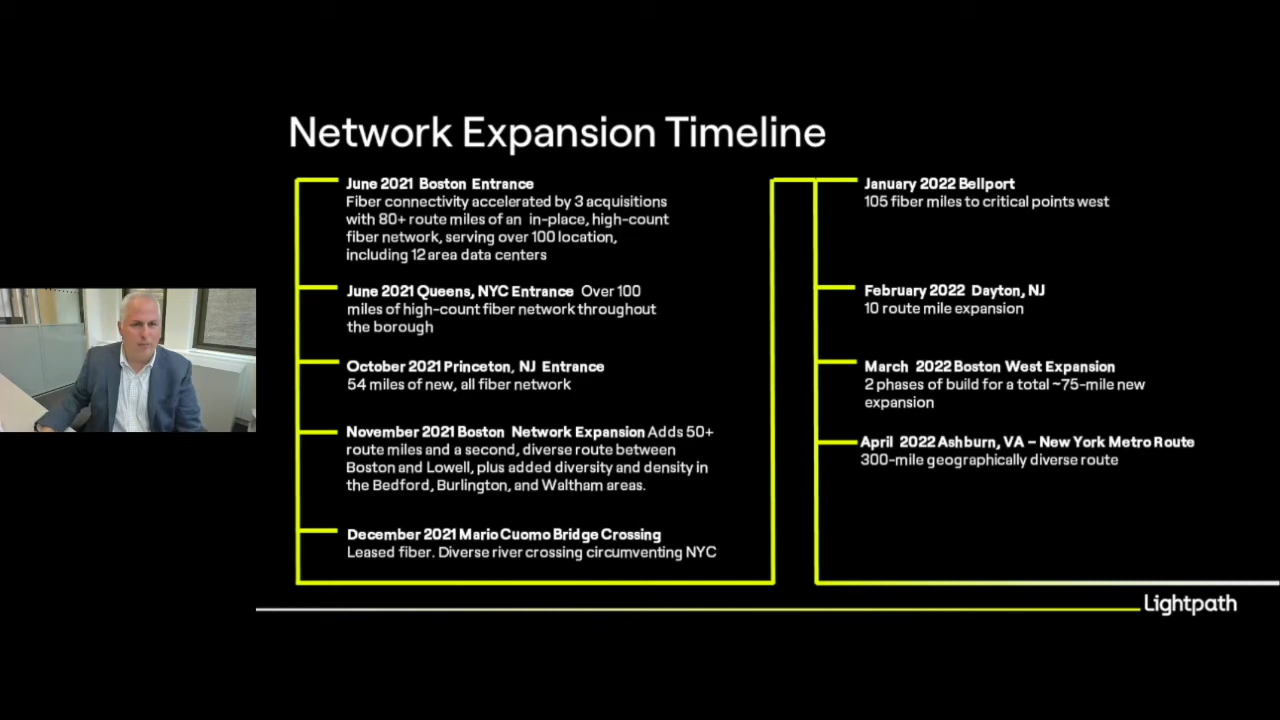 Network Expansion Timeline
June 2021 Boston Entrance
Fiber connectivity accelerated by 3 acquisitions
with 80+ route miles of an in-place, high-count
fiber network, serving over 100 location,
including 12 area data centers
June 2021 Queens, NYC Entrance Over 100
miles of high-count fiber network throughout
the borough
October 2021 Princeton, NJ Entrance
54 miles of new, all fiber network
November 2021 Boston Network Expansion Adds 50+
route miles and a second, diverse route between
Boston and Lowell, plus added diversity and density in
the Bedford, Burlington, and Waltham areas.
December 2021 Mario Cuomo Bridge Crossing
Leased fiber. Diverse river crossing circumventing NYC
January 2022 Bellport
105 fiber miles to critical points west
February 2022 Dayton, NJ
10 route mile expansion
March 2022 Boston West Expansion
2 phases of build for a total ~75-mile new
expansion
April 2022 Ashburn, VA – New York Metro Route
300-mile geographically diverse route
Lightpath